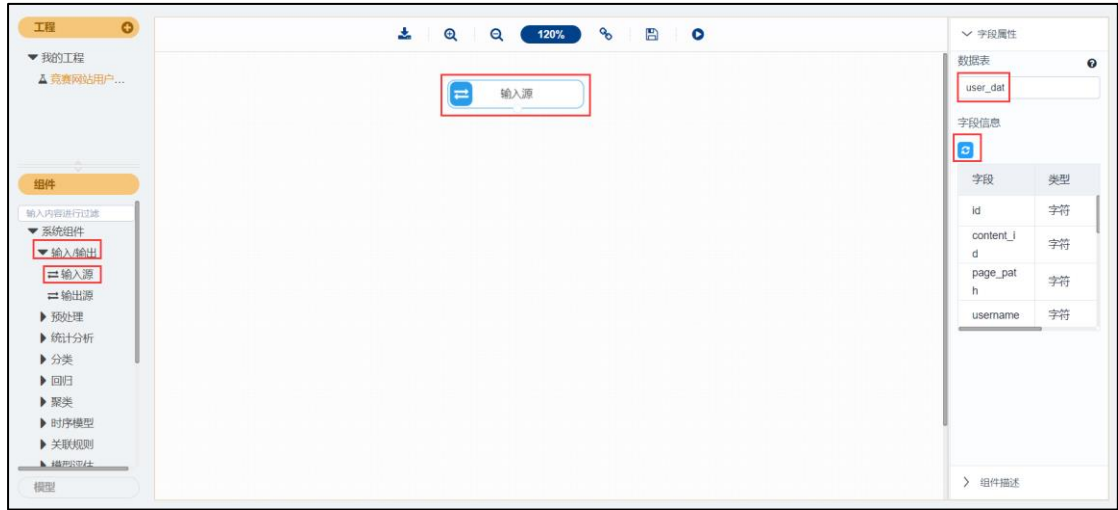 工程
我的工程
竞赛网站用户...
组件
输入内容进行过滤
系统组件
输入/输出
输入源
输出源
预处理
统计分析
分类
回归
聚类
时序模型
关联规则
模型评估
模型
120%
输入源
字段属性
数据表
user_dat
字段信息
字段 类型
id 字符
content_i
d 字符
page_pat
h 字符
username 字符
组件描述